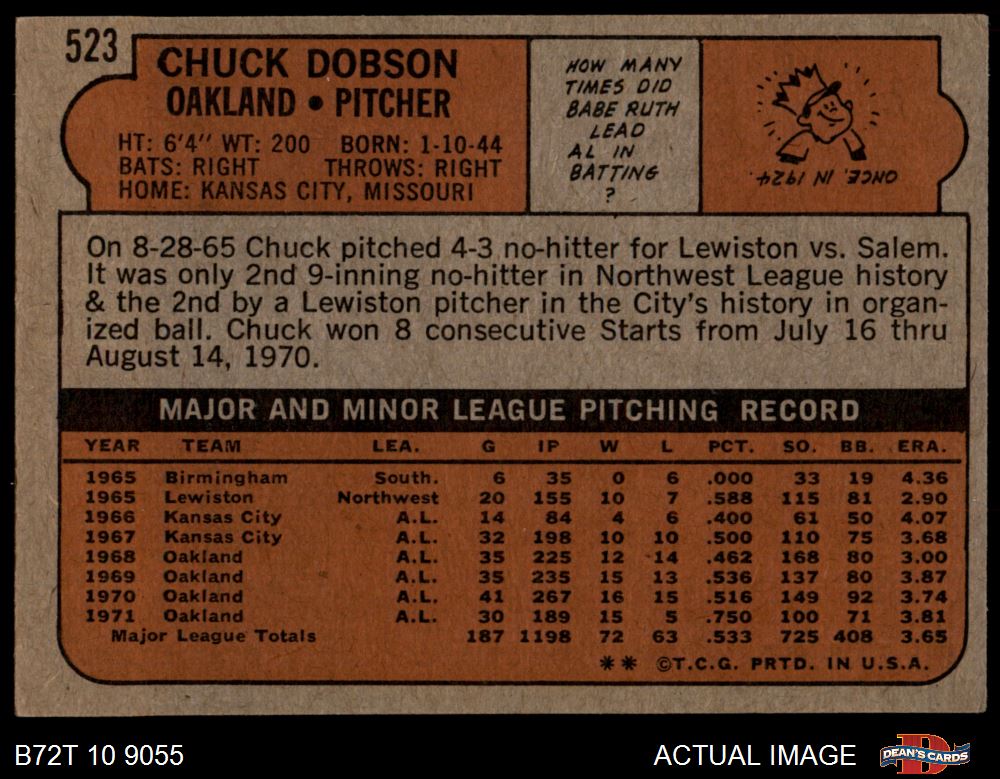 523
CHUCK DOBSON
OAKLAND • PITCHER
HT: 6'4" WT: 200 BORN: 1-10-44
BATS: RIGHT THROWS: RIGHT
HOME: KANSAS CITY, MISSOURI
HOW MANY
TIMES DID
BABE RUTH
LEAD
AL IN
BATTING
?
ONCE, IN 1924.
On 8-28-65 Chuck pitched 4-3 no-hitter for Lewiston vs. Salem.
It was only 2nd 9-inning no-hitter in Northwest League history
& the 2nd by a Lewiston pitcher in the City's history in organ-
ized ball. Chuck won 8 consecutive Starts from July 16 thru
August 14, 1970.
MAJOR AND MINOR LEAGUE PITCHING RECORD
YEAR TEAM LEA. G IP W L PCT. SO. BB. ERA.
1965 Birmingham South. 6 35 0 6 .000 33 19 4.36
1965 Lewiston Northwest 20 155 10 7 .588 115 81 2.90
1966 Kansas City A.L. 14 84 4 6 .400 61 50 4.07
1967 Kansas City A.L. 32 198 10 10 .500 110 75 3.68
1968 Oakland A.L. 35 225 12 14 .462 168 80 3.00
1969 Oakland A.L. 35 235 15 13 .536 137 80 3.87
1970 Oakland A.L. 41 267 16 15 .516 149 92 3.74
1971 Oakland A.L. 30 189 15 5 .750 100 71 3.81
Major League Totals 187 1198 72 63 .533 725 408 3.65
** ©T.C.G. PRTD. IN U.S.A.
B72T 10 9055
ACTUAL IMAGE
DEAN'S CARDS